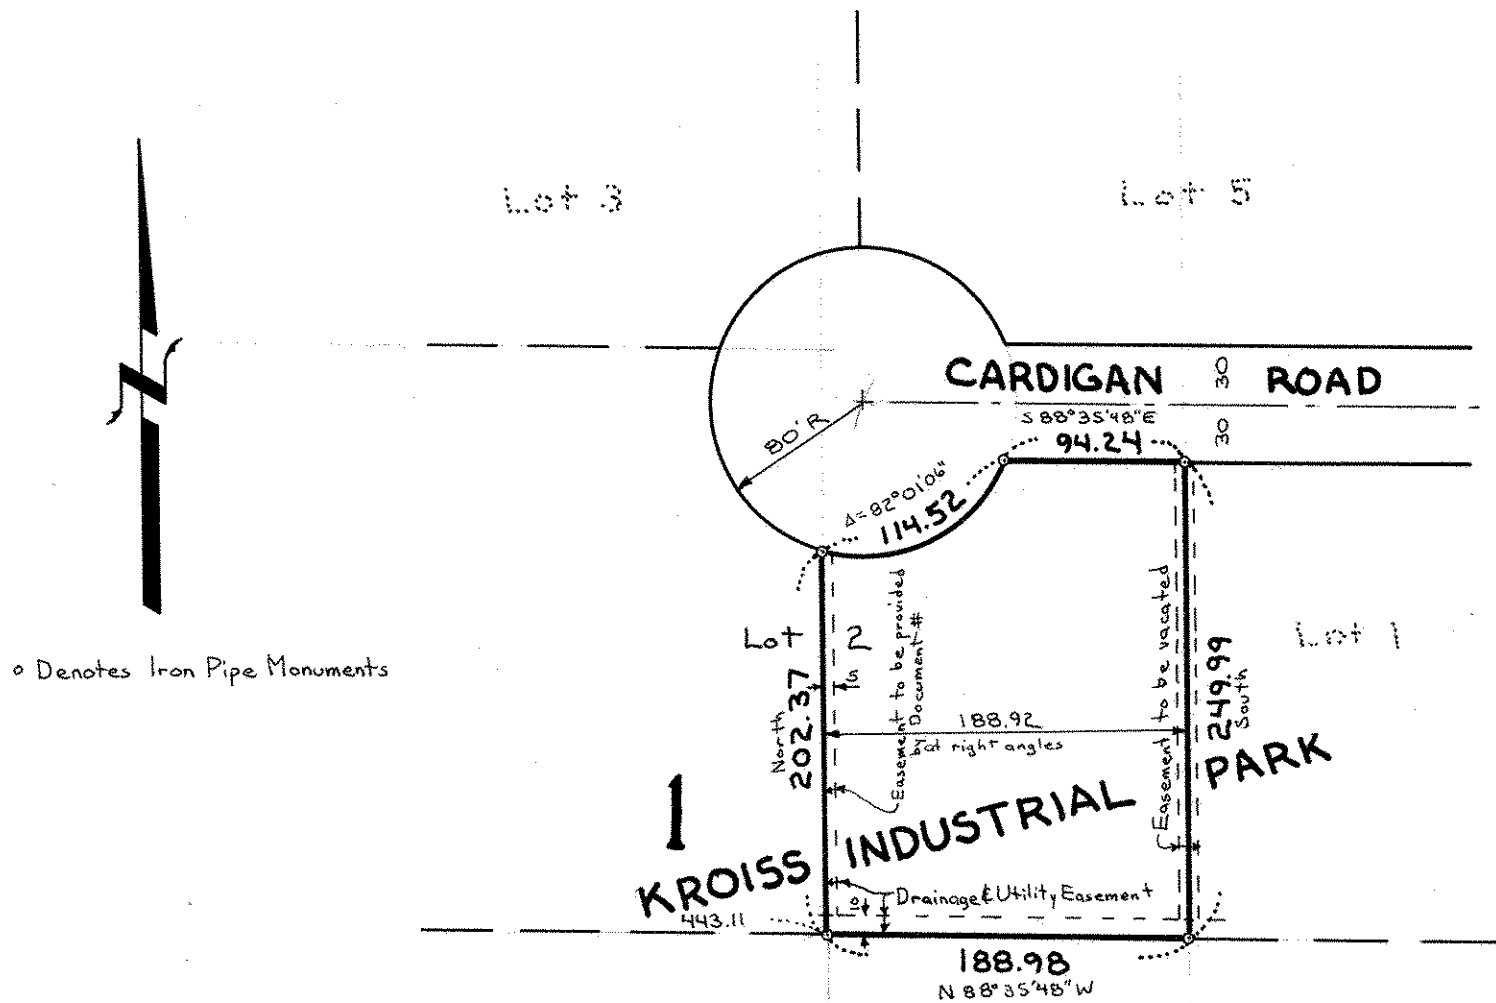 Lot 3
Lot 5
CARDIGAN ROAD
30
30
S 88°35'48"E
94.24
80' R
Δ=82°01'06"
114.52
Lot 2
Lot 1
o Denotes Iron Pipe Monuments
5
Easement to be provided
by Document #
Easement to be vacated
North
202.37
249.99
South
188.92
at right angles
1
KROISS INDUSTRIAL PARK
Drainage & Utility Easement
10
443.11
188.98
N 88°35'48"W